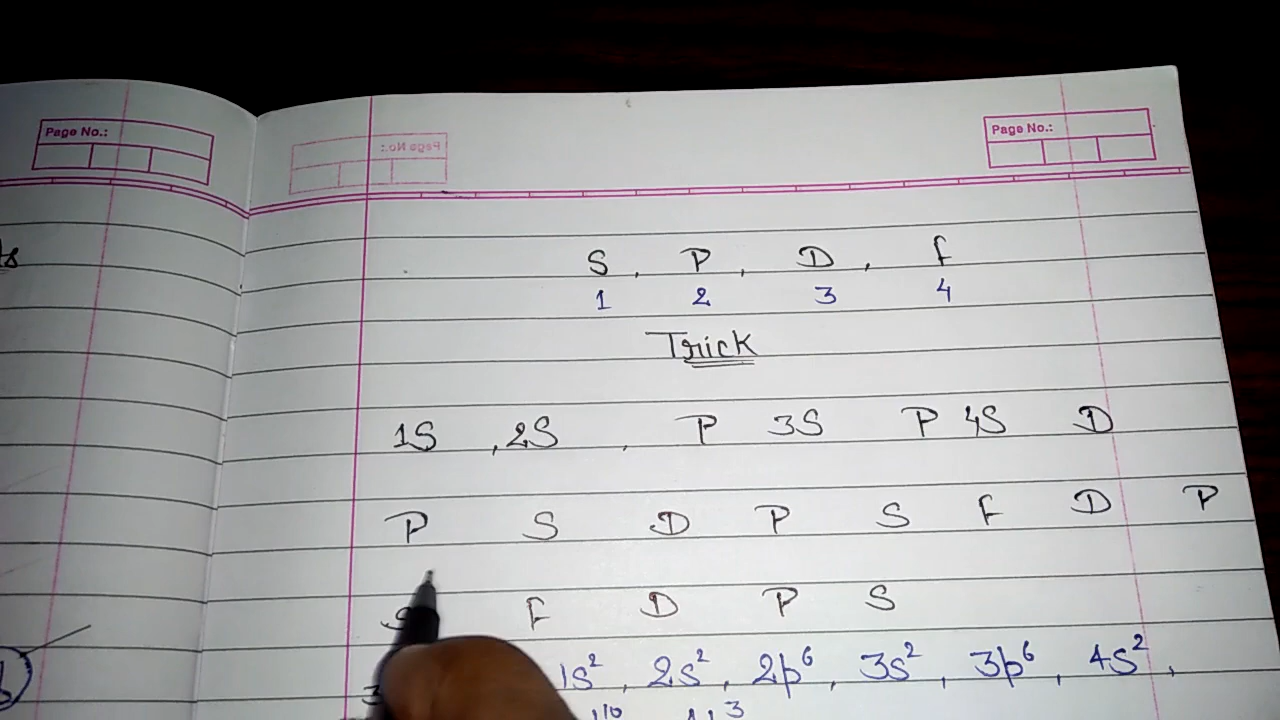 Page No.:
Page No.:
S , P , D , f
1 2 3 4
Trick
1S , 2S , P 3S P 4S D
P S D P S F D P
S F D P S
1s², 2s², 2p⁶, 3s², 3p⁶, 4s²,